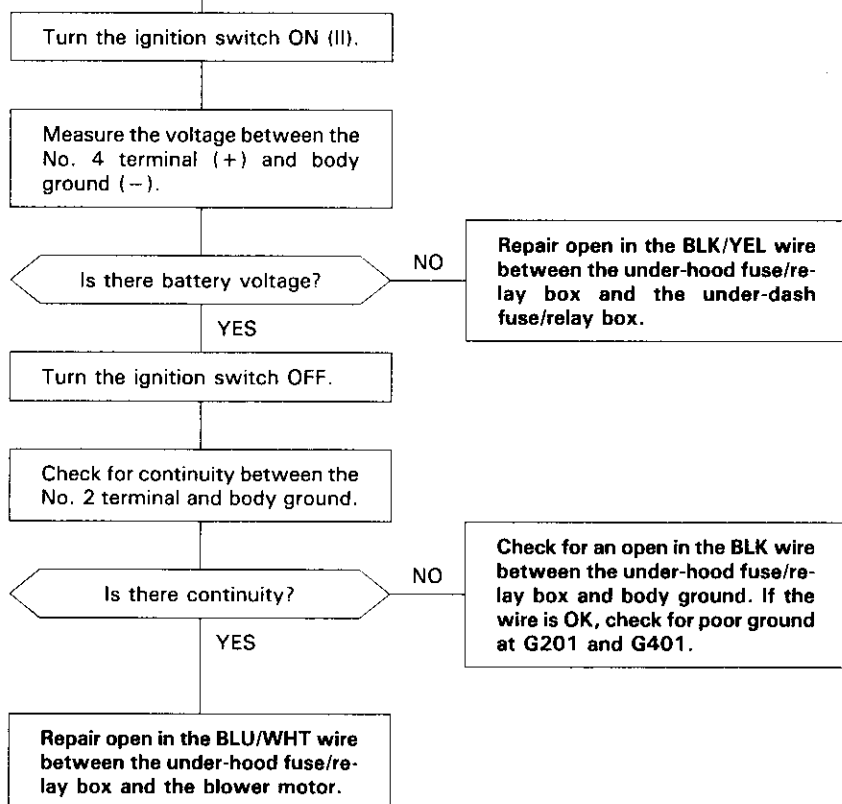 Turn the ignition switch ON (II).
Measure the voltage between the
No. 4 terminal (+) and body
ground (−).
Is there battery voltage?
NO
Repair open in the BLK/YEL wire
between the under-hood fuse/re-
lay box and the under-dash
fuse/relay box.
YES
Turn the ignition switch OFF.
Check for continuity between the
No. 2 terminal and body ground.
Is there continuity?
NO
Check for an open in the BLK wire
between the under-hood fuse/re-
lay box and body ground. If the
wire is OK, check for poor ground
at G201 and G401.
YES
Repair open in the BLU/WHT wire
between the under-hood fuse/re-
lay box and the blower motor.